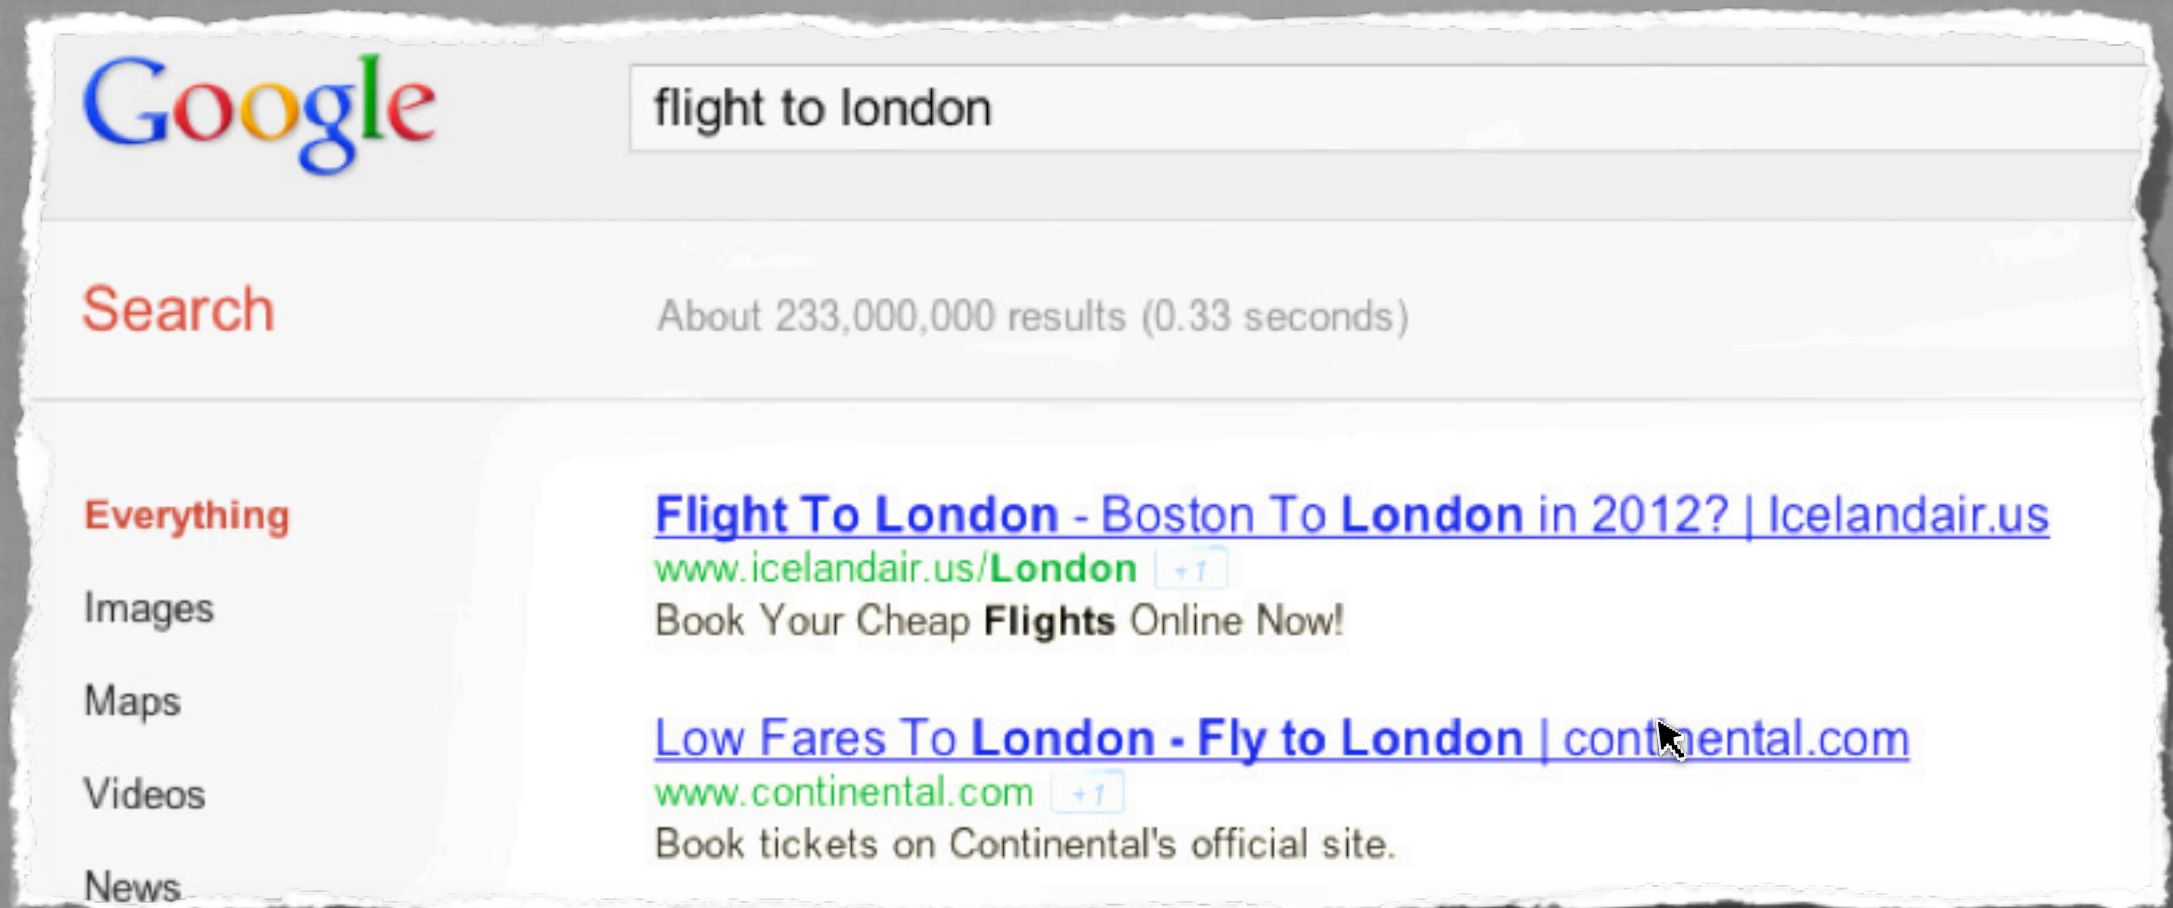 Google
flight to london
Search
About 233,000,000 results (0.33 seconds)
Everything
Images
Maps
Videos
News
Flight To London - Boston To London in 2012? | Icelandair.us
www.icelandair.us/London +1
Book Your Cheap Flights Online Now!
Low Fares To London - Fly to London | continental.com
www.continental.com +1
Book tickets on Continental's official site.